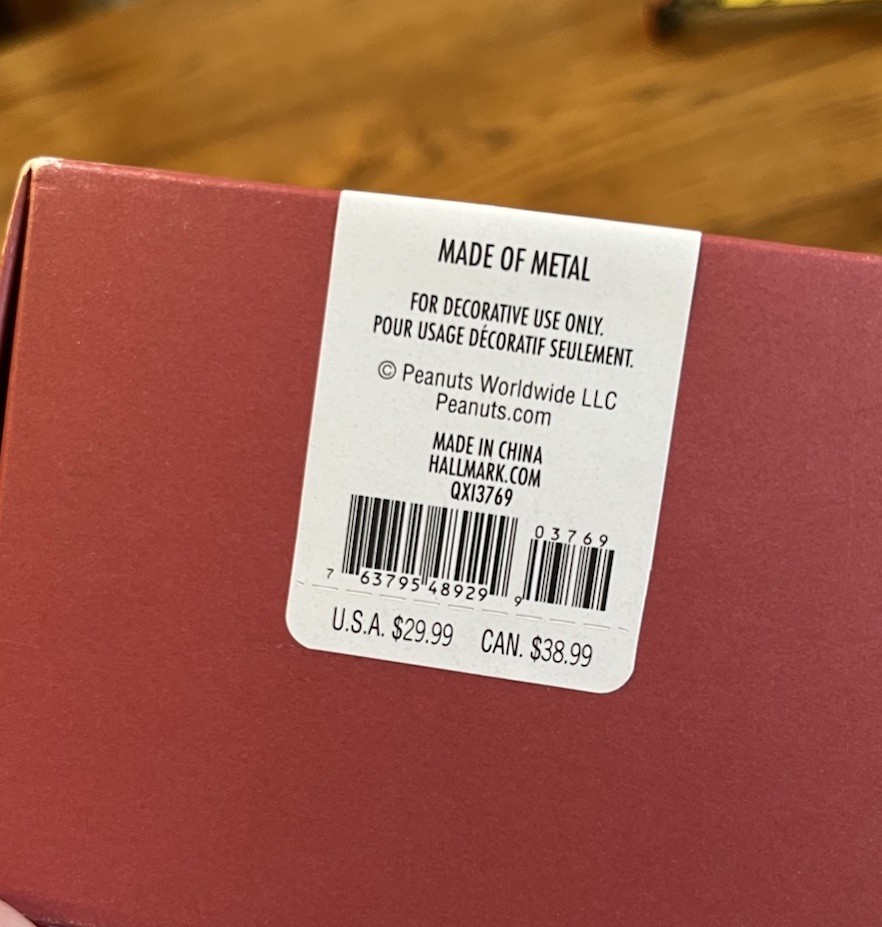 MADE OF METAL
FOR DECORATIVE USE ONLY.
POUR USAGE DÉCORATIF SEULEMENT.
© Peanuts Worldwide LLC
Peanuts.com
MADE IN CHINA
HALLMARK.COM
QXI3769
03769
7 63795 48929 9
U.S.A. $29.99 CAN. $38.99